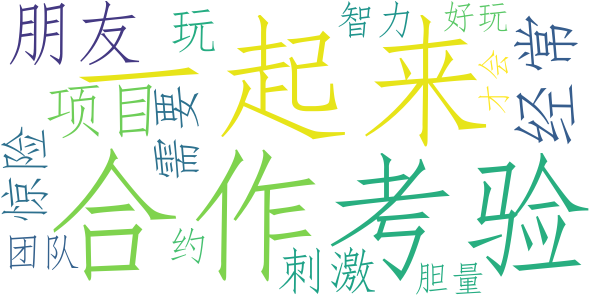 朋友
玩
智力
好玩
经常
一起来
项目
需要
才会
惊险
合作
考验
团队
约
刺激
胆量